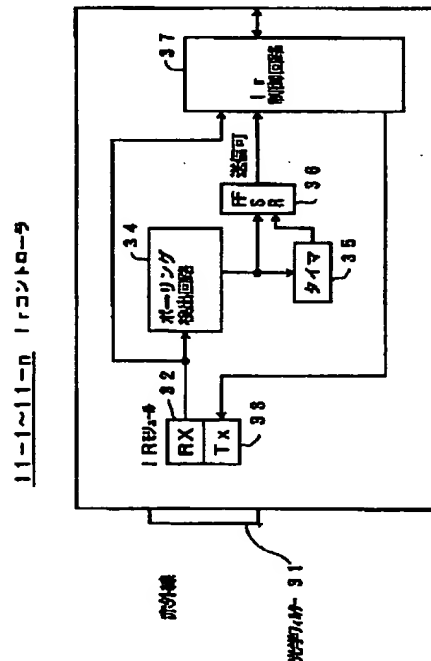 11-1~11-n Irコントローラ
37
Ir
制御回路
送信可
36
FF
S R
34
ポーリング
検出回路
35
タイマ
IRモジュール
32
RX
Tx
33
赤外線
光学フィルター 31